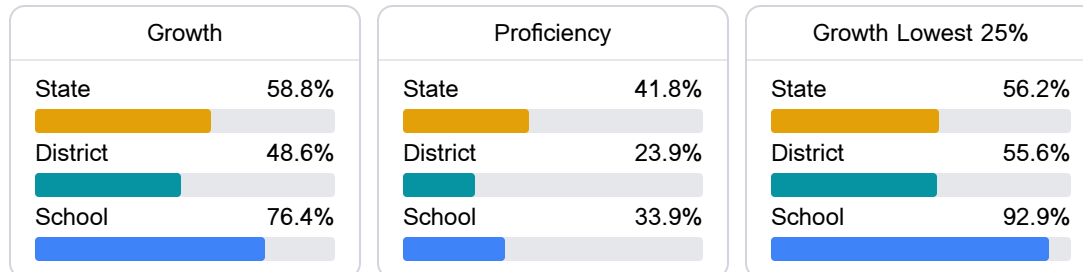 Growth
State 58.8%
District 48.6%
School 76.4%
Proficiency
State 41.8%
District 23.9%
School 33.9%
Growth Lowest 25%
State 56.2%
District 55.6%
School 92.9%